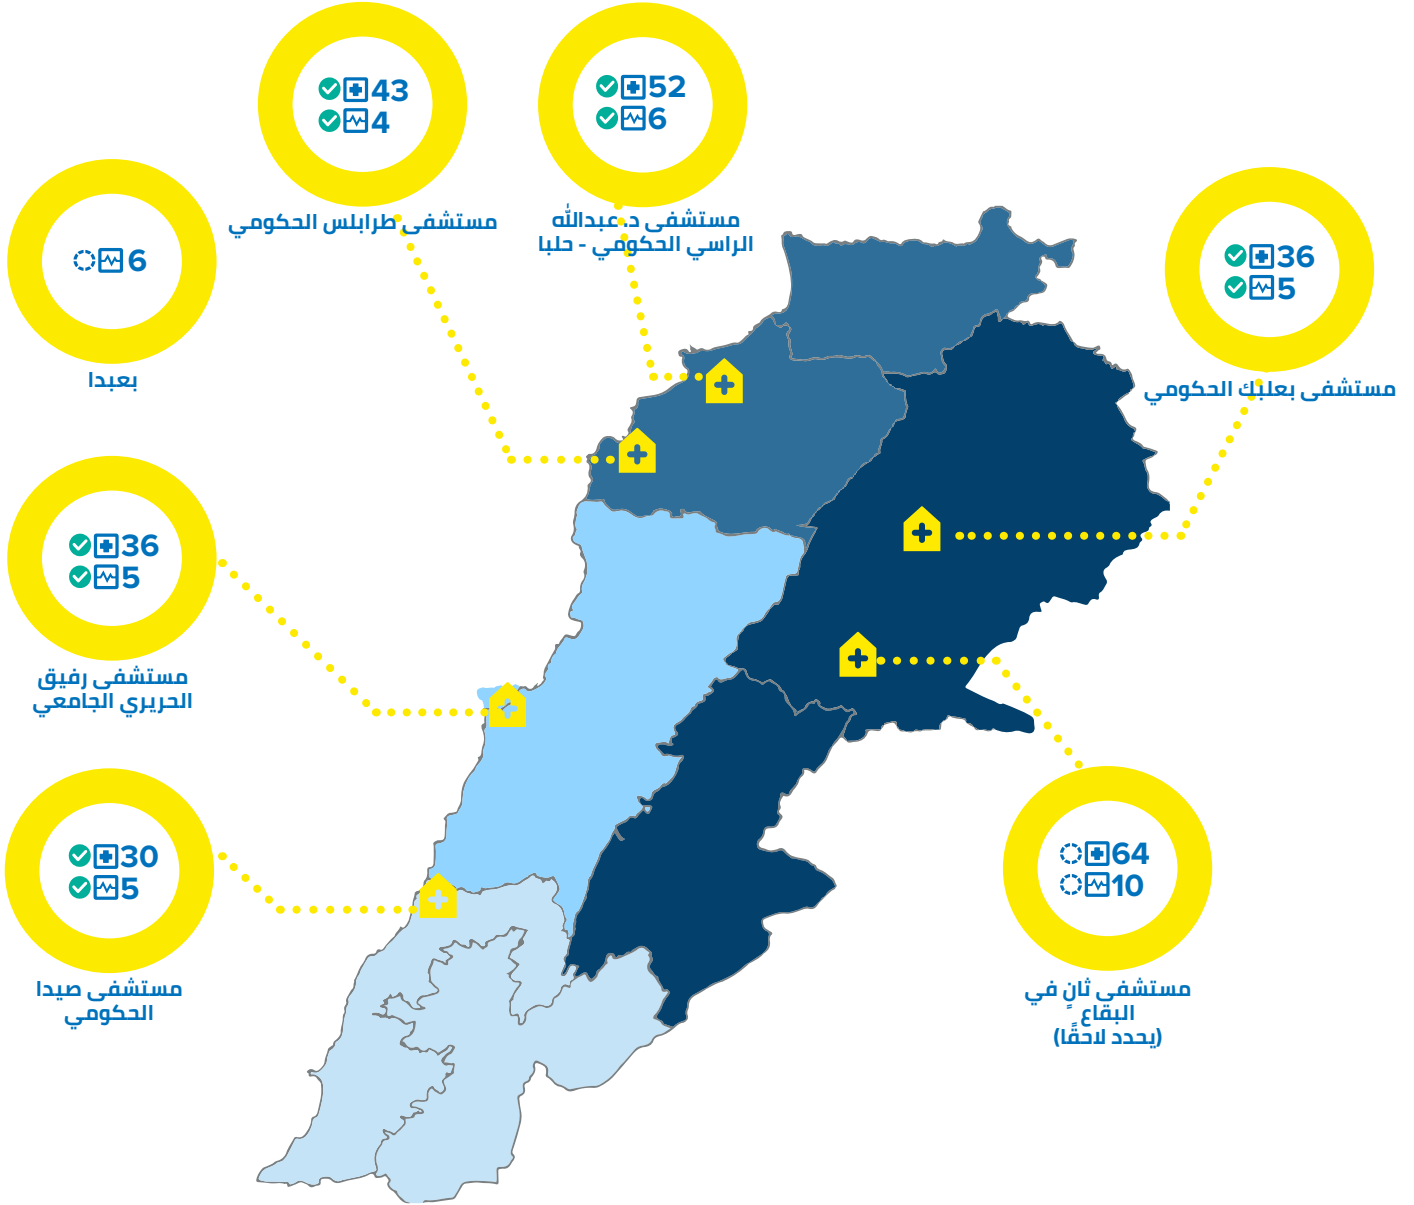 43
4
مستشفى طرابلس الحكومي
52
6
مستشفى د. عبدالله
الراسي الحكومي - حلبا
6
بعبدا
36
5
مستشفى بعلبك الحكومي
36
5
مستشفى رفيق
الحريري الجامعي
30
5
مستشفى صيدا
الحكومي
64
10
مستشفى ثانٍ في
البقاع
(يحدد لاحقًا)